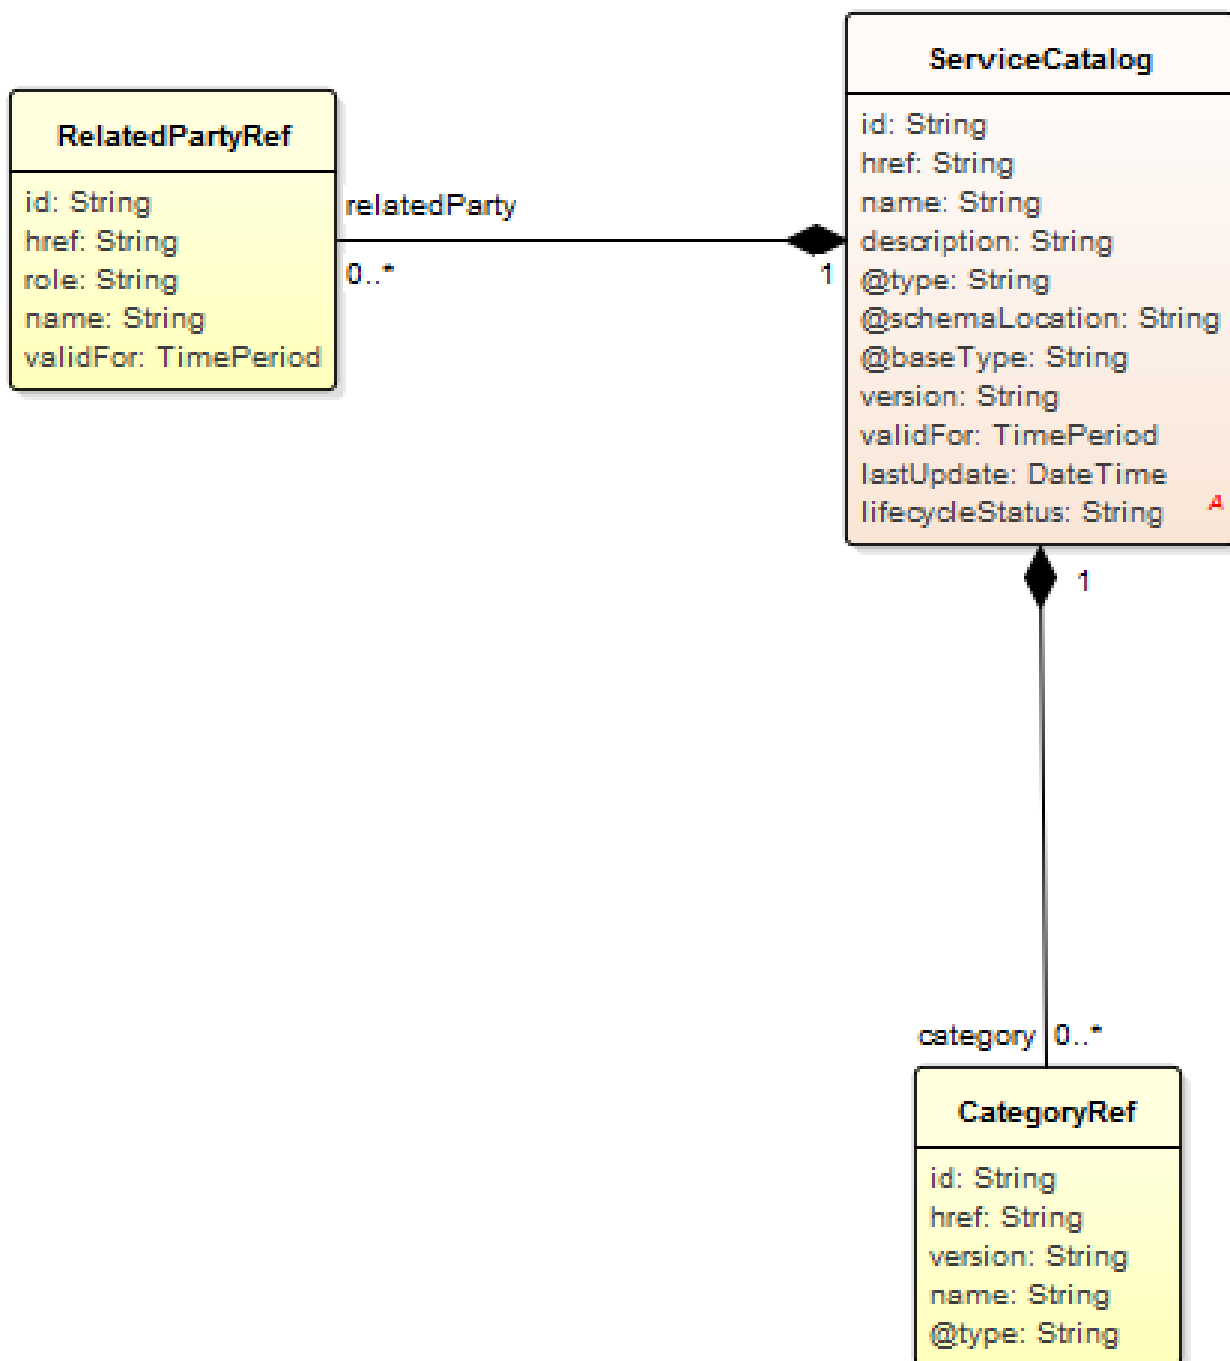 ServiceCatalog
id: String
href: String
name: String
description: String
@type: String
@schemaLocation: String
@baseType: String
version: String
validFor: TimePeriod
lastUpdate: DateTime
lifecycleStatus: String
A
RelatedPartyRef
id: String
href: String
role: String
name: String
validFor: TimePeriod
relatedParty
0..*
1
1
category 0..*
CategoryRef
id: String
href: String
version: String
name: String
@type: String